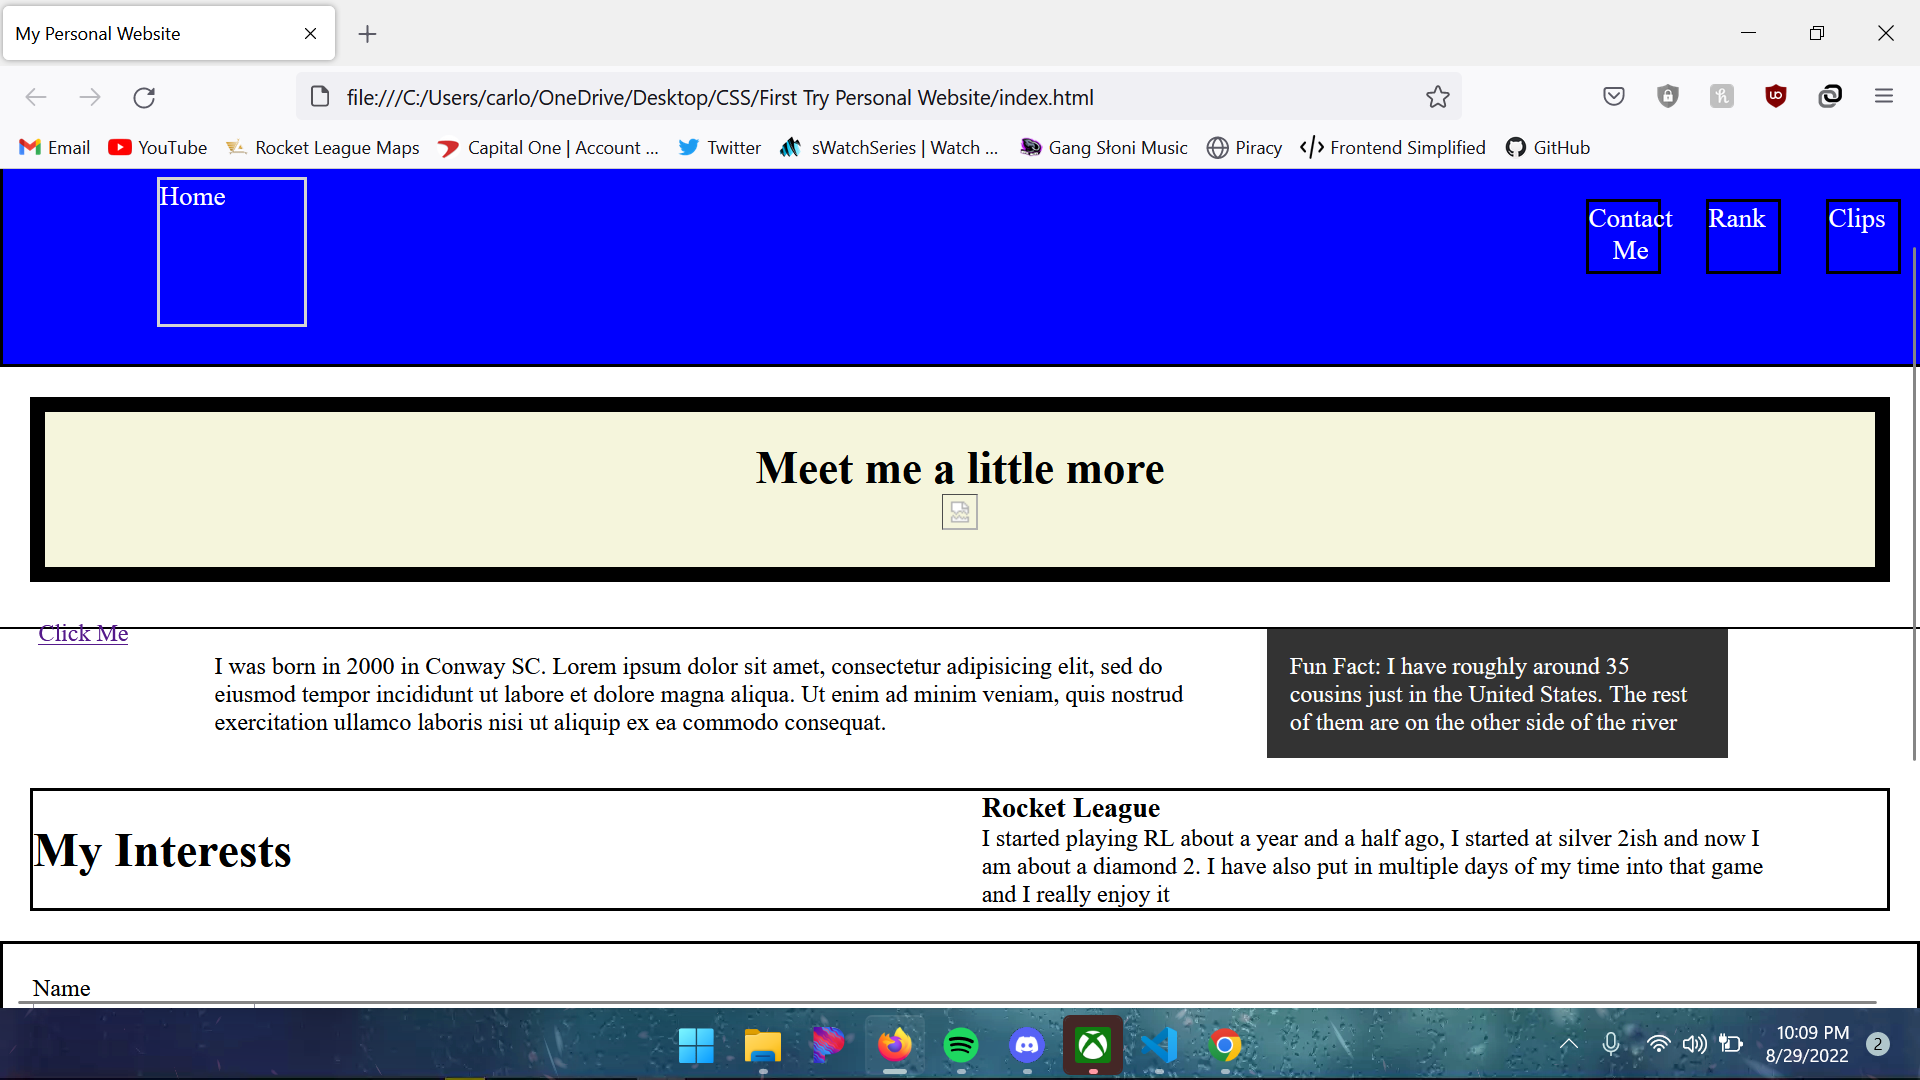 My Personal Website
file:///C:/Users/carlo/OneDrive/Desktop/CSS/First Try Personal Website/index.html
Email YouTube Rocket League Maps Capital One | Account ... Twitter sWatchSeries | Watch ... Gang Słoni Music Piracy Frontend Simplified GitHub
Home
Contact Me
Rank
Clips
Meet me a little more
Click Me
I was born in 2000 in Conway SC. Lorem ipsum dolor sit amet, consectetur adipisicing elit, sed do
eiusmod tempor incididunt ut labore et dolore magna aliqua. Ut enim ad minim veniam, quis nostrud
exercitation ullamco laboris nisi ut aliquip ex ea commodo consequat.
Fun Fact: I have roughly around 35
cousins just in the United States. The rest
of them are on the other side of the river
My Interests
Rocket League
I started playing RL about a year and a half ago, I started at silver 2ish and now I
am about a diamond 2. I have also put in multiple days of my time into that game
and I really enjoy it
Name
10:09 PM
8/29/2022
2